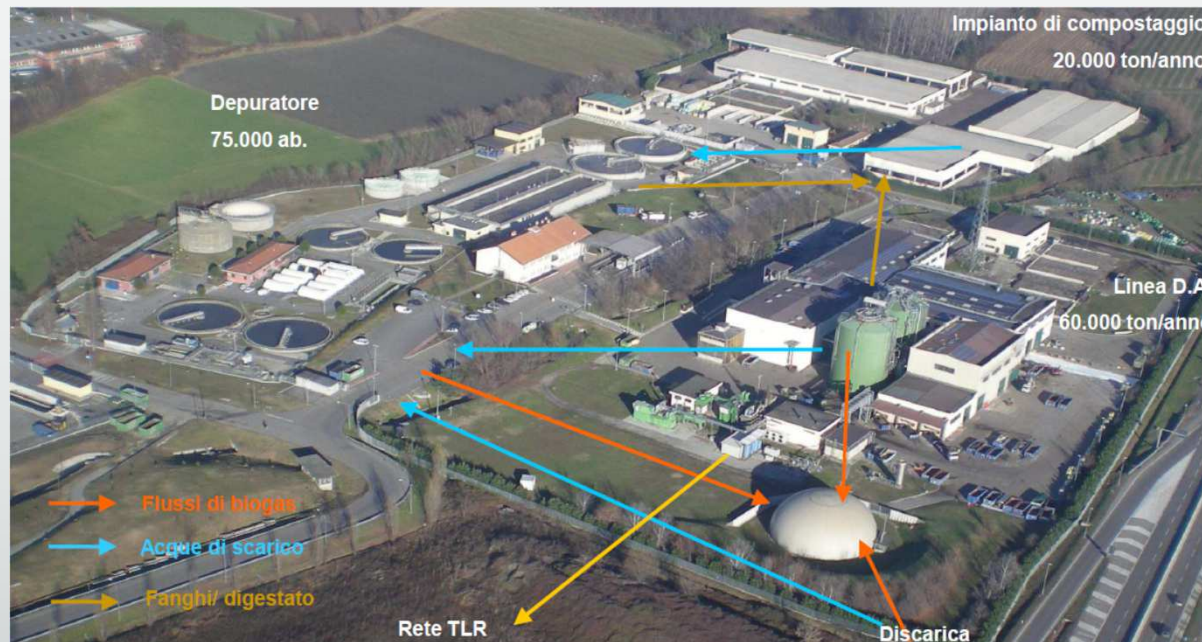 Impianto di compostaggio
20.000 ton/anno
Depuratore
75.000 ab.
Linea D.A
60.000 ton/anno
Flussi di biogas
Acque di scarico
Fanghi/ digestato
Rete TLR
Discarica